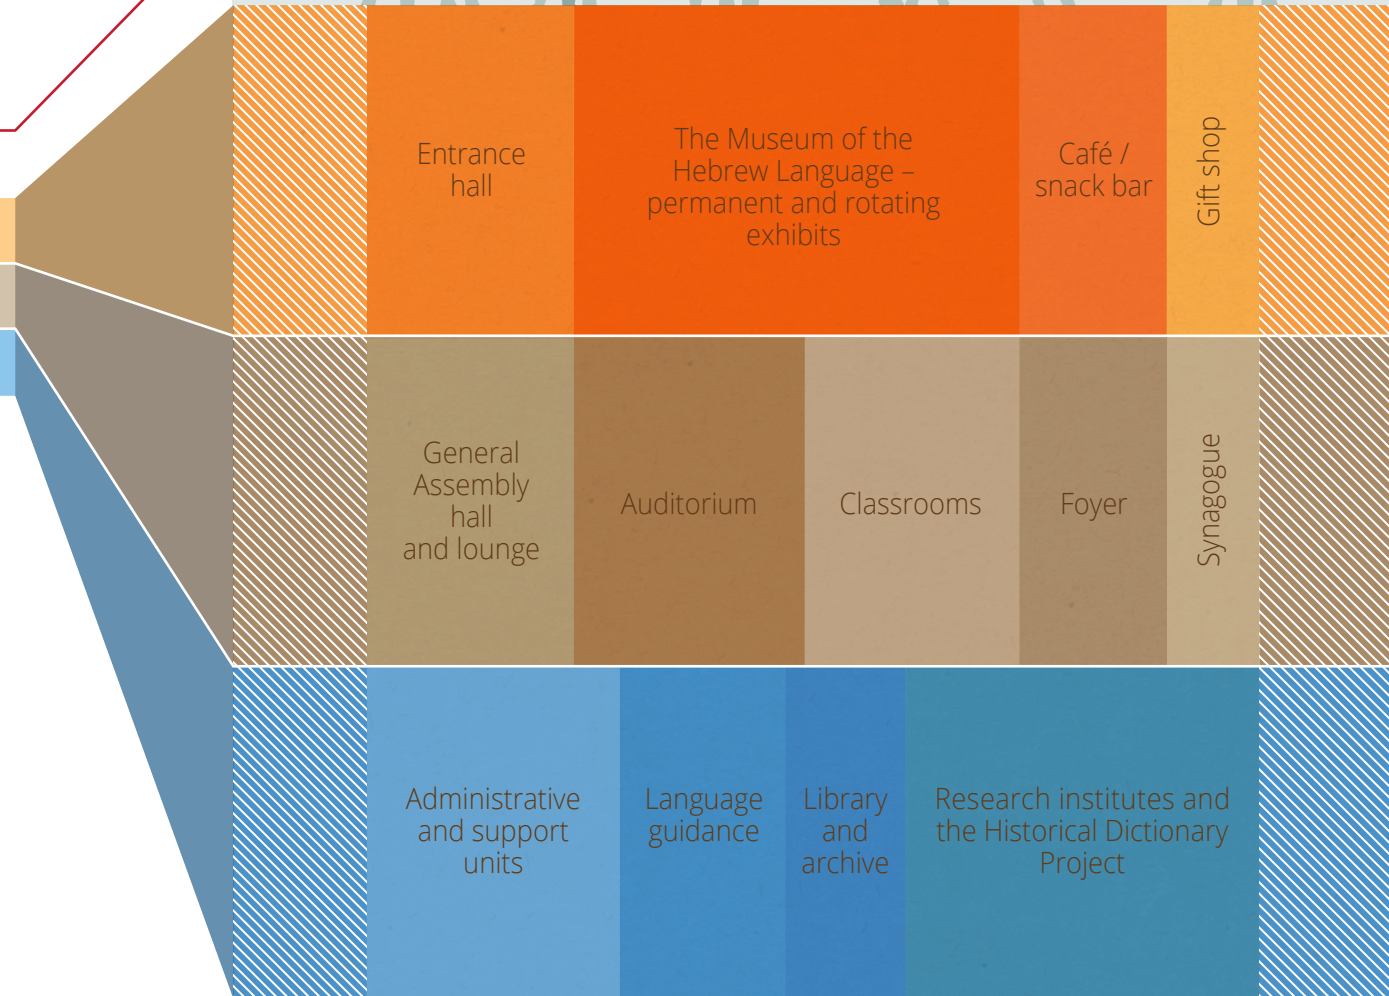 Entrance
hall
The Museum of the
Hebrew Language –
permanent and rotating
exhibits
Café /
snack bar
Gift shop
General
Assembly
hall
and lounge
Auditorium
Classrooms
Foyer
Synagogue
Administrative
and support
units
Language
guidance
Library
and
archive
Research institutes and
the Historical Dictionary
Project